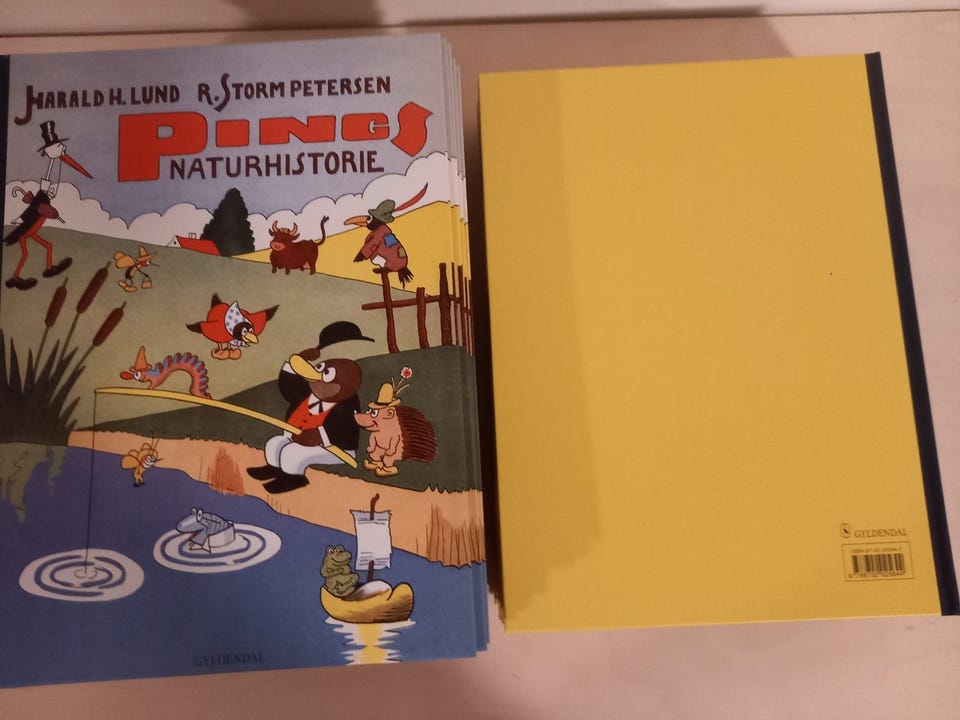 HARALD H. LUND R. STORM PETERSEN
PINGS
NATURHISTORIE
GYLDENDAL
GYLDENDAL